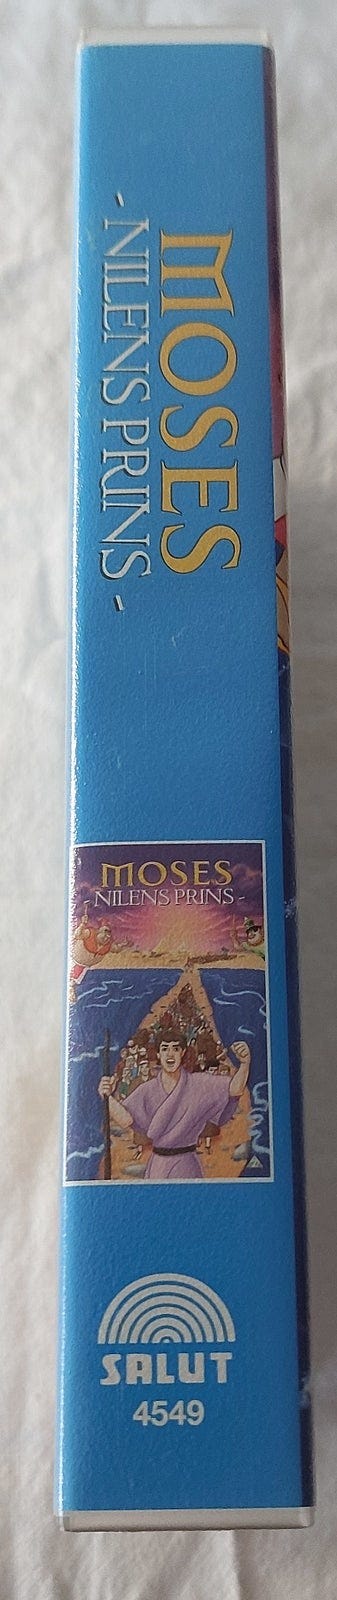 MOSES
- NILENS PRINS -
MOSES
- NILENS PRINS -
SALUT
4549